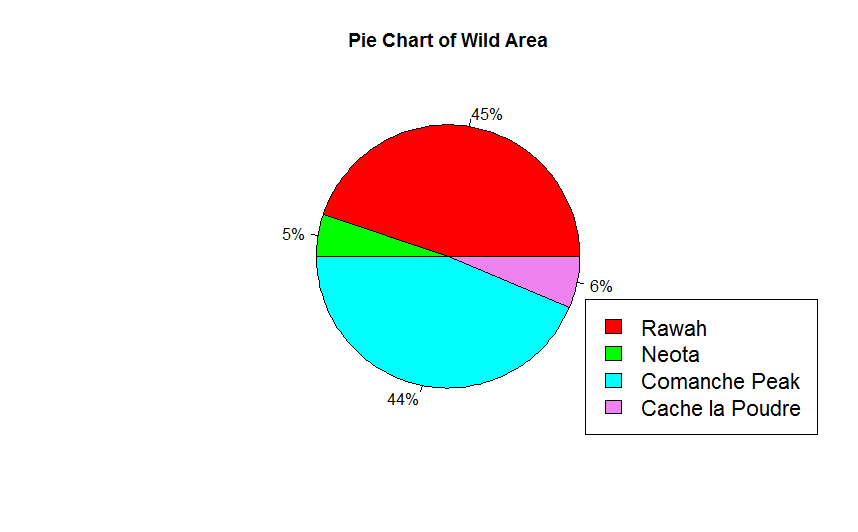 Pie Chart of Wild Area
45%
5%
6%
44%
Rawah
Neota
Comanche Peak
Cache la Poudre